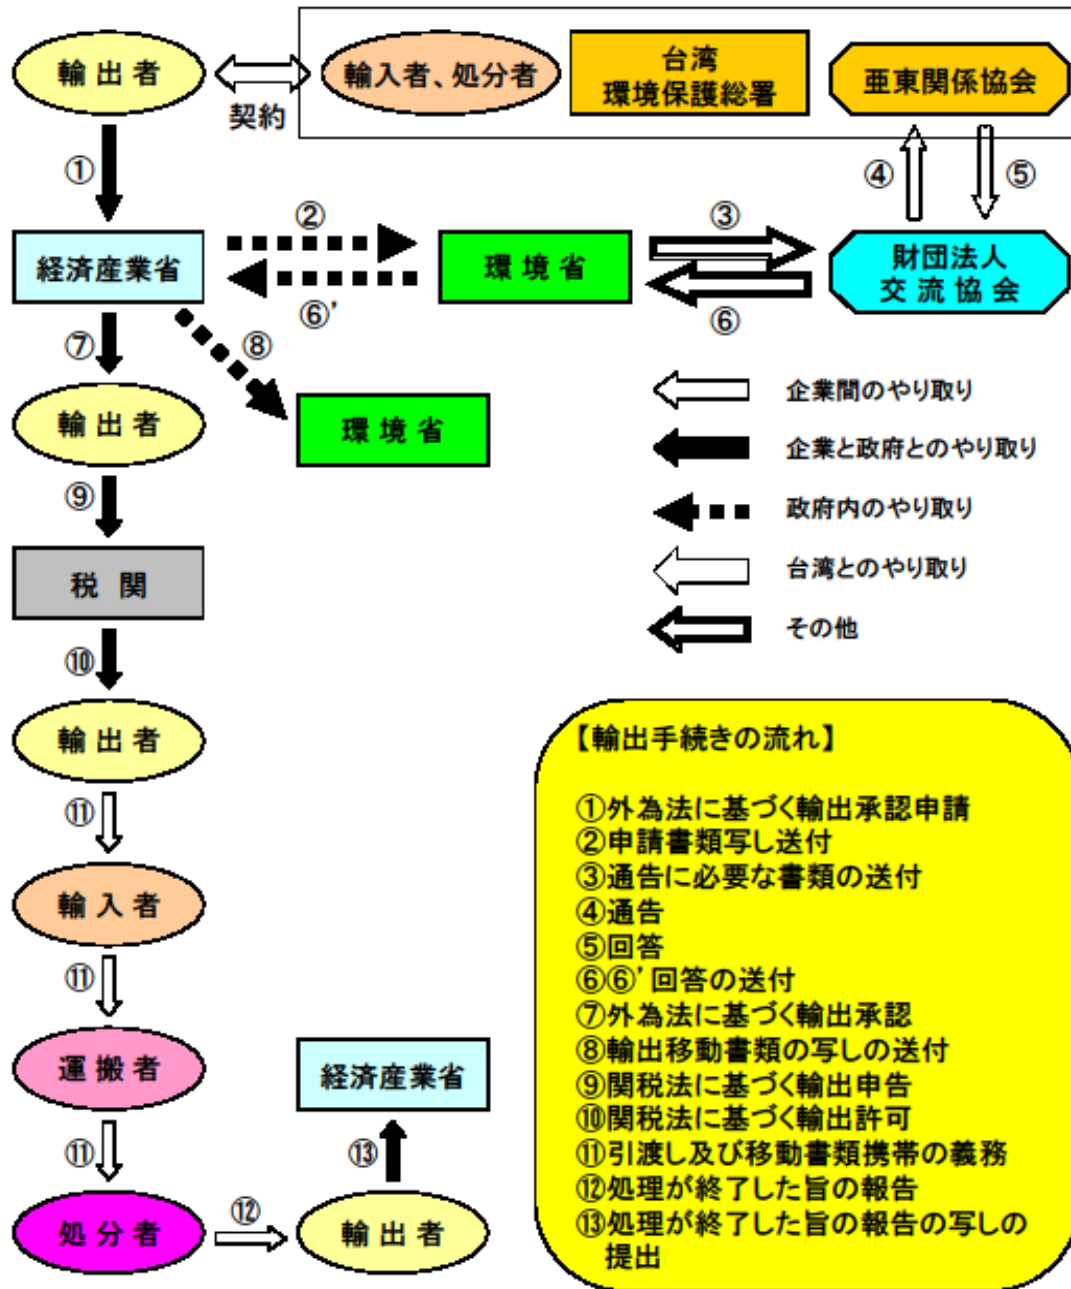 輸出者
契約
輸入者、処分者
台湾
環境保護総署
亜東関係協会
①
②
③
④
⑤
経済産業省
環境省
財団法人
交流協会
⑥'
⑥
⑦
⑧
輸出者
環境省
企業間のやり取り
企業と政府とのやり取り
政府内のやり取り
台湾とのやり取り
その他
⑨
税関
⑩
輸出者
⑪
輸入者
⑪
運搬者
⑪
処分者
⑫
輸出者
⑬
経済産業省
【輸出手続きの流れ】
①外為法に基づく輸出承認申請
②申請書類写し送付
③通告に必要な書類の送付
④通告
⑤回答
⑥⑥'回答の送付
⑦外為法に基づく輸出承認
⑧輸出移動書類の写しの送付
⑨関税法に基づく輸出申告
⑩関税法に基づく輸出許可
⑪引渡し及び移動書類携帯の義務
⑫処理が終了した旨の報告
⑬処理が終了した旨の報告の写しの
提出